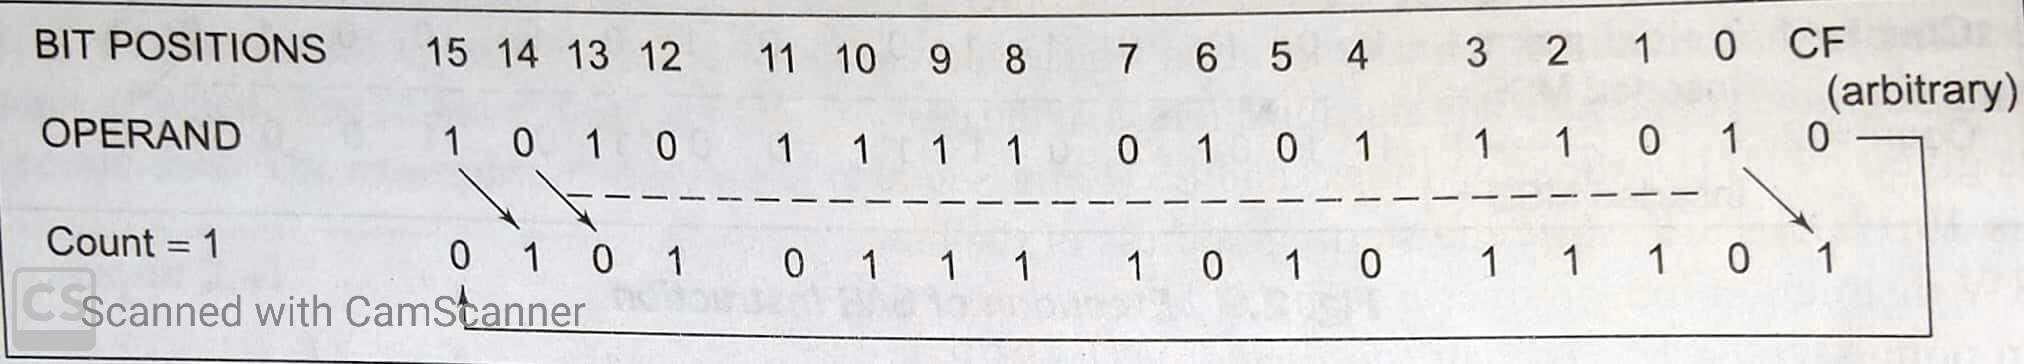 BIT POSITIONS 15 14 13 12 11 10 9 8 7 6 5 4 3 2 1 0 CF
(arbitrary)
OPERAND 1 0 1 0 1 1 1 1 0 1 0 1 1 1 0 1 0
Count = 1 0 1 0 1 0 1 1 1 1 0 1 0 1 1 1 0 1
CS Scanned with CamScanner